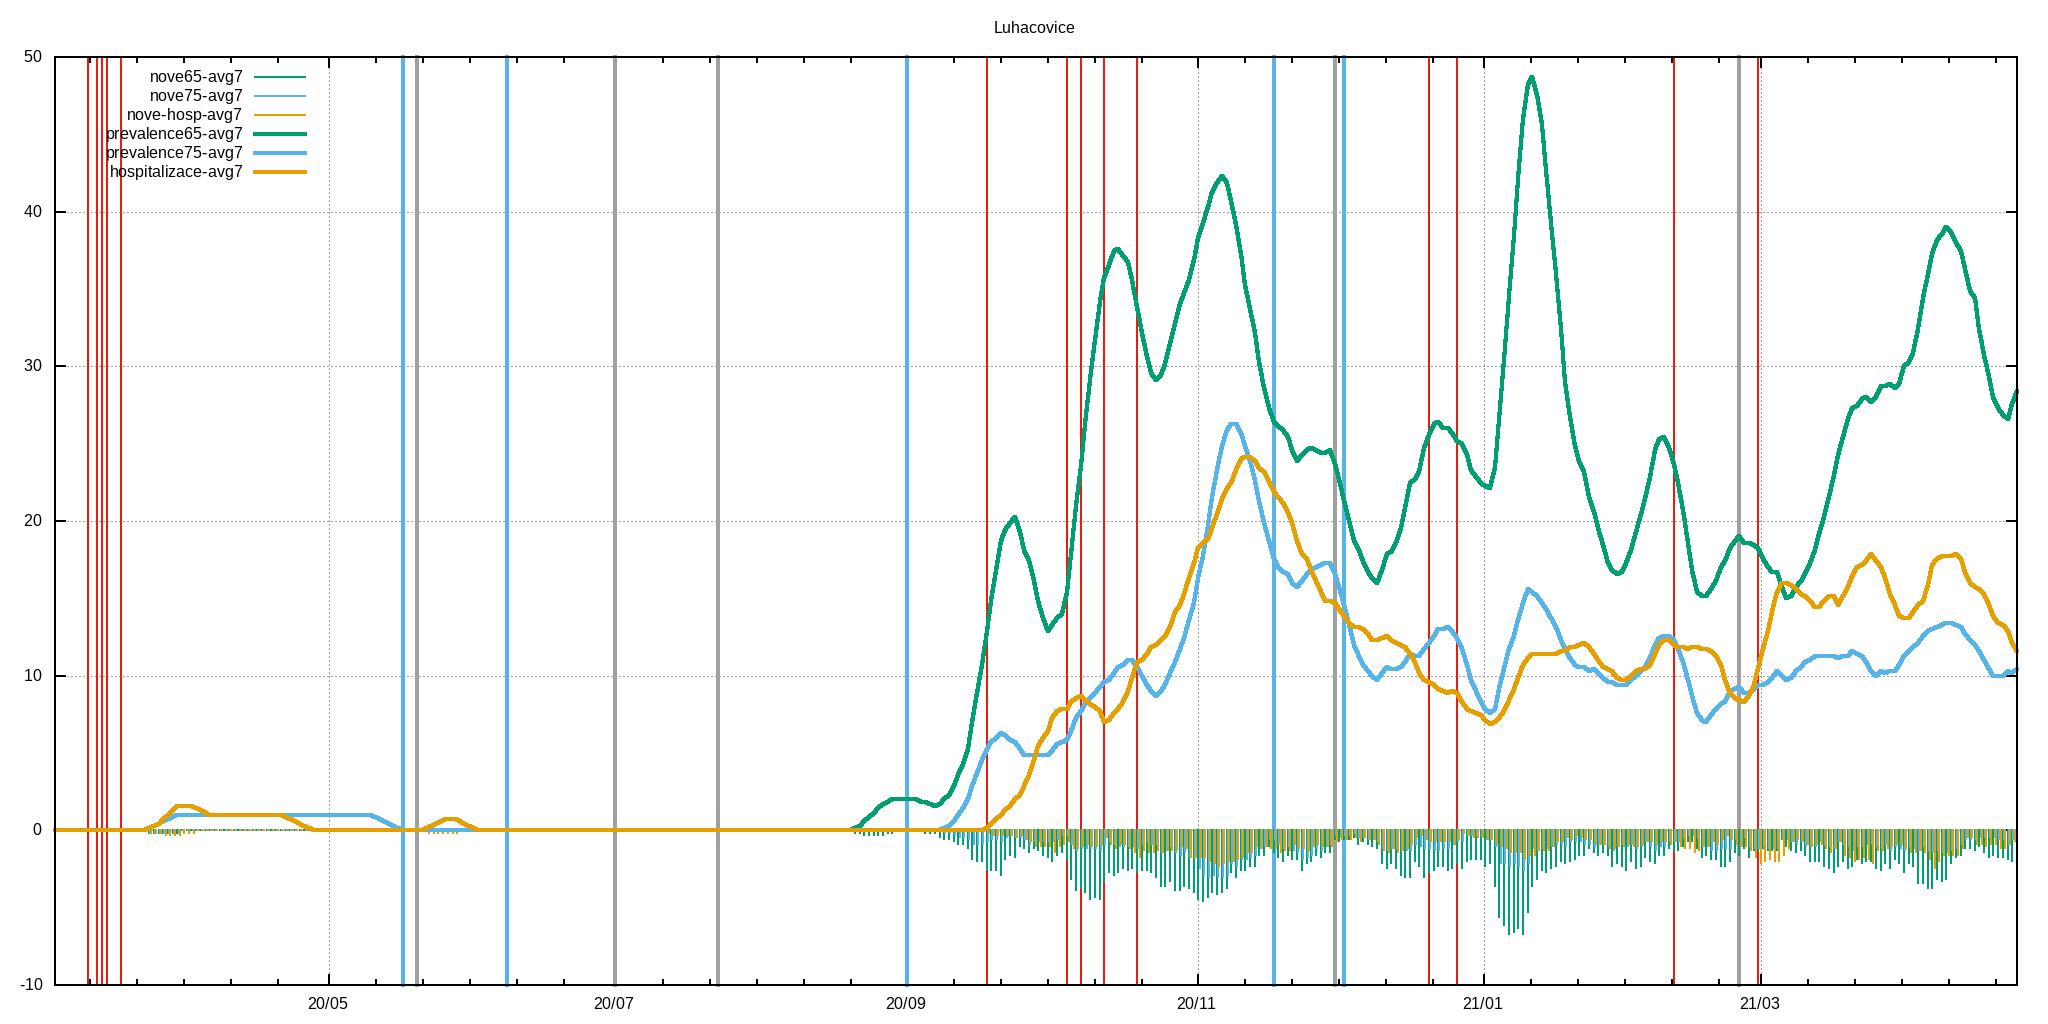 Luhacovice
50
40
30
20
10
0
-10
nove65-avg7
nove75-avg7
nove-hosp-avg7
prevalence65-avg7
prevalence75-avg7
hospitalizace-avg7
20/05
20/07
20/09
20/11
21/01
21/03